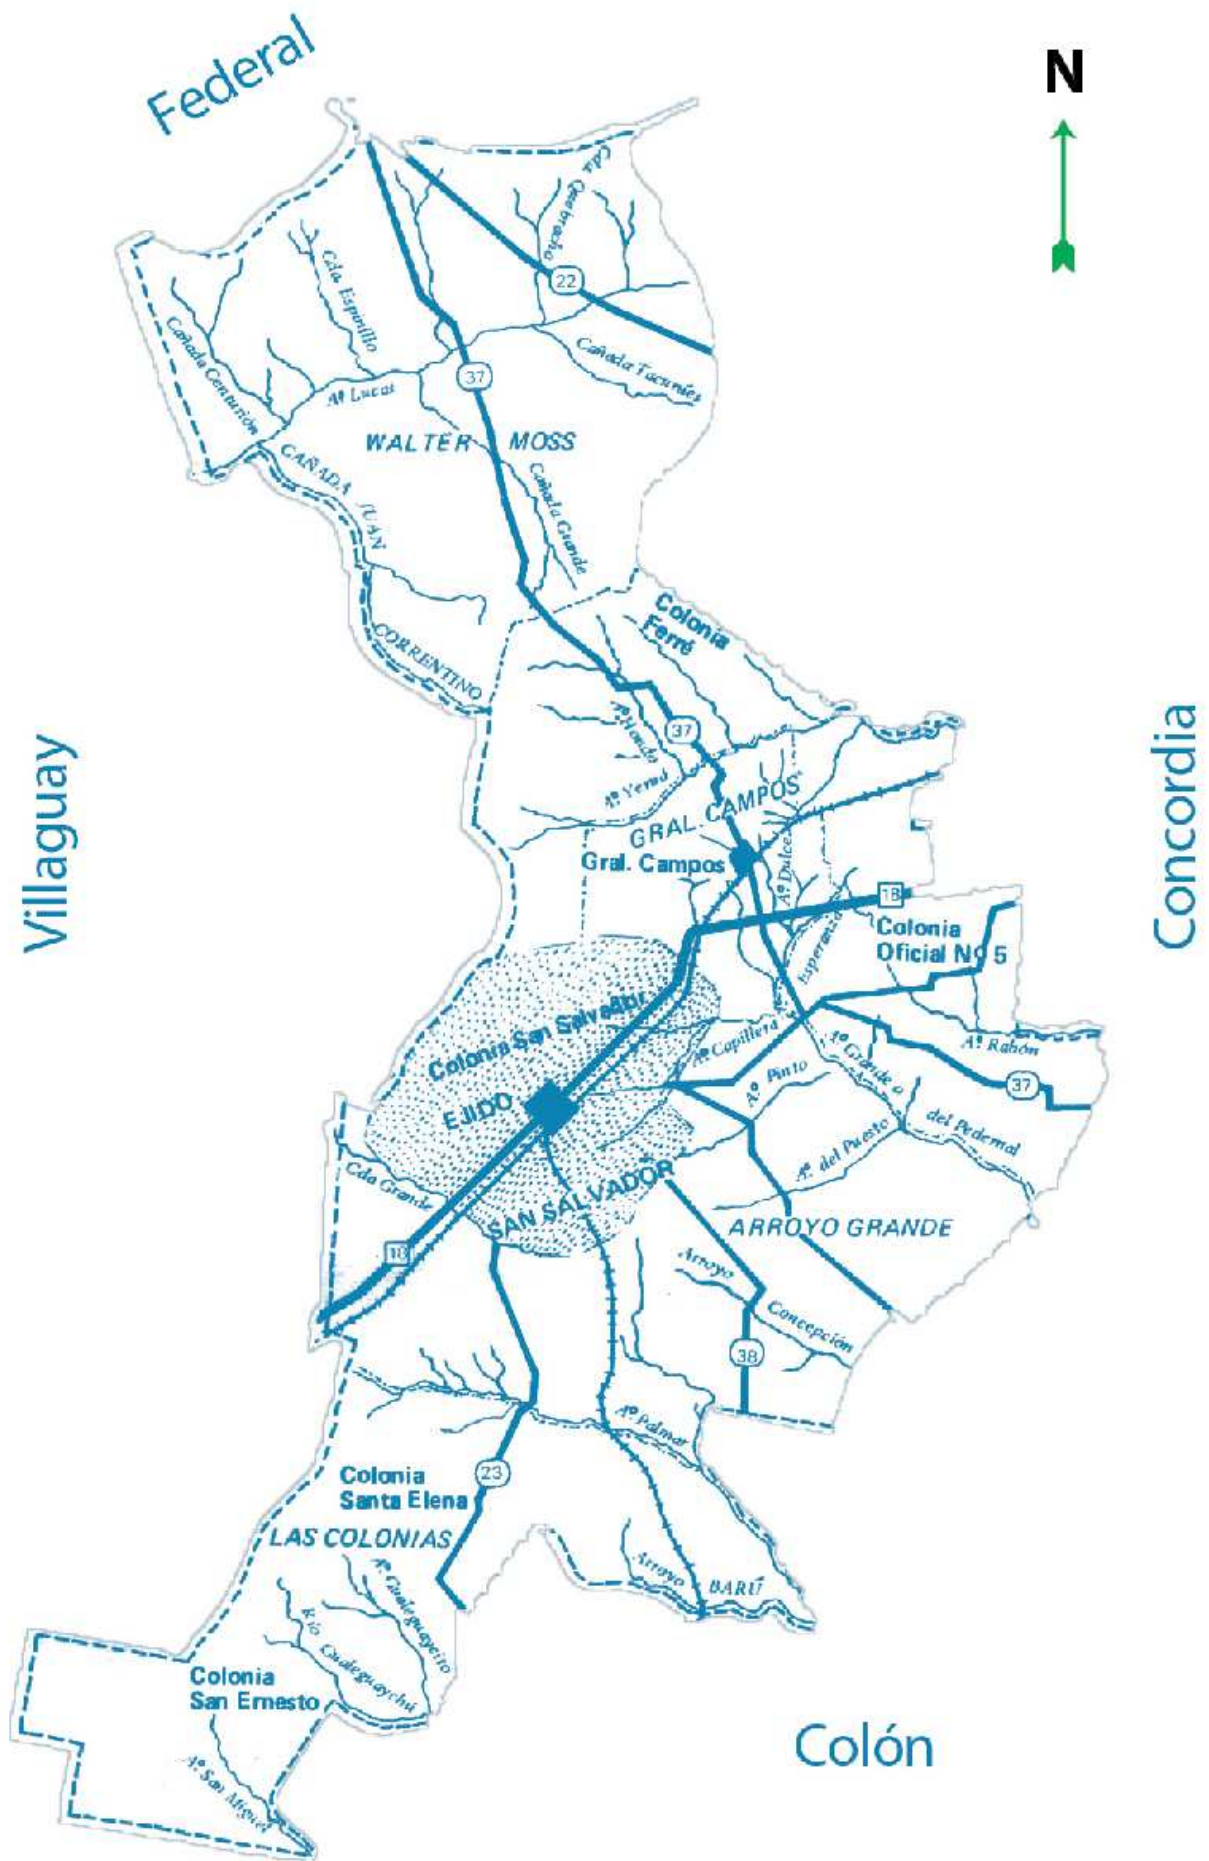 Federal
N
Cda. Quebracho
22
Cda. Espinillo
Cañada Centurión
Cañada Tacuruíes
37
Aº Lucas
WALTER MOSS
CAÑADA JUAN
Cañada Grande
CORRENTINO
Colonia
Ferré
Villaguay
Concordia
Aº Hondo
37
Aº. Yeruá
GRAL. CAMPOS
Gral. Campos
Aº Dulce
18
Colonia
Oficial Nº 5
Esperanza
Colonia San Salvador
Aº Capillera
Aº Grande o
Aº Rabón
EJIDO
Aº Pinto
37
del Pedernal
Aº. del Puesto
Cda Grande
SAN SALVADOR
ARROYO GRANDE
18
Arroyo
Concepción
38
Aº Palmar
Colonia
Santa Elena
23
LAS COLONIAS
Aº. Gualeguaycito
Arroyo BARÚ
Río Gualeguaychú
Colonia
San Ernesto
Colón
Aº. San Miguel